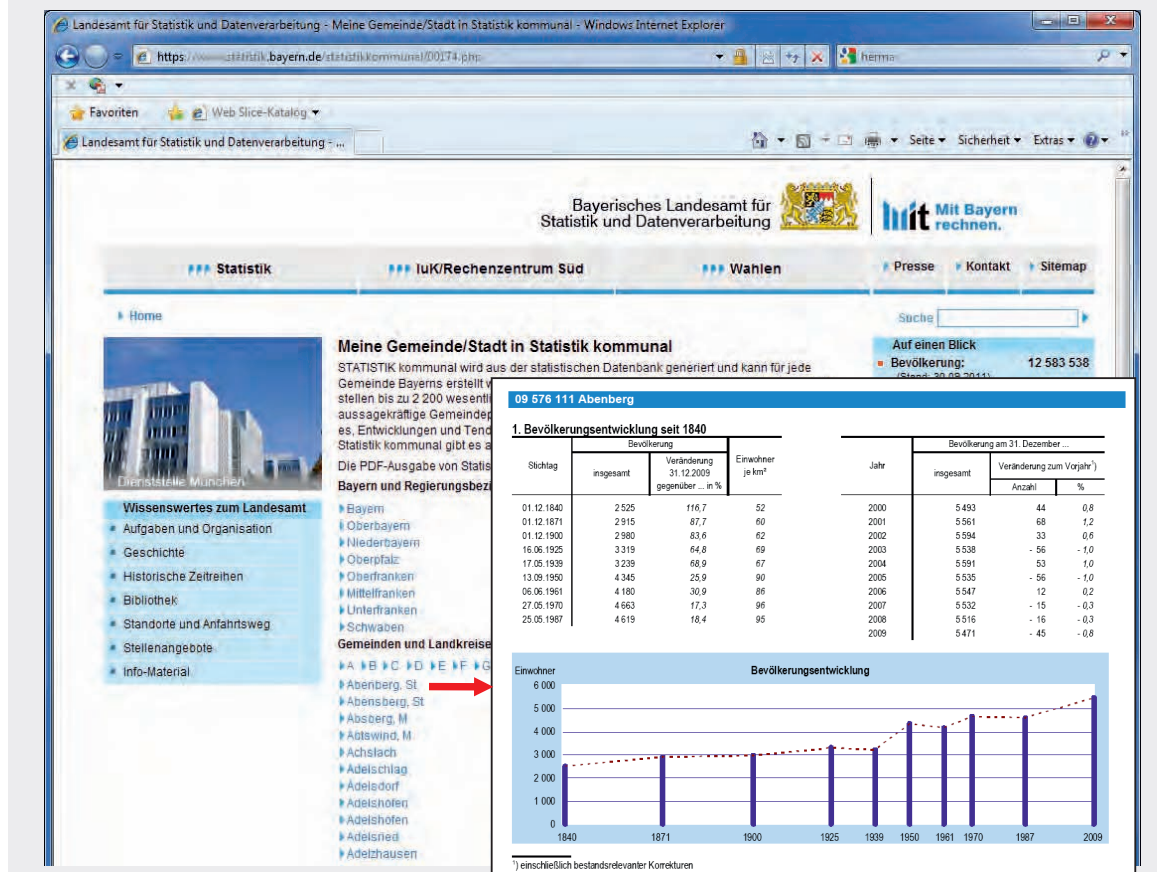 Landesamt für Statistik und Datenverarbeitung - Meine Gemeinde/Stadt in Statistik kommunal - Windows Internet Explorer
https://www.statistik.bayern.de/statistikkommunal/00174.php
herma
Favoriten Web Slice-Katalog
Landesamt für Statistik und Datenverarbeitung - ...
Seite Sicherheit Extras
Bayerisches Landesamt für
Statistik und Datenverarbeitung
mit Mit Bayern
rechnen.
Statistik IuK/Rechenzentrum Süd Wahlen Presse Kontakt Sitemap
Home
Suche
Auf einen Blick
Bevölkerung: 12 583 538
(Stand: 30.09.2011)
Dienststelle München
Wissenswertes zum Landesamt
Aufgaben und Organisation
Geschichte
Historische Zeitreihen
Bibliothek
Standorte und Anfahrtsweg
Stellenangebote
Info-Material
Meine Gemeinde/Stadt in Statistik kommunal
STATISTIK kommunal wird aus der statistischen Datenbank generiert und kann für jede
Gemeinde Bayerns erstellt
stellen bis zu 2 200 wesentli
aussagekräftige Gemeindep
es, Entwicklungen und Tend
Statistik kommunal gibt es a
Die PDF-Ausgabe von Statis
Bayern und Regierungsbezi
Bayern
Oberbayern
Niederbayern
Oberpfalz
Oberfranken
Mittelfranken
Unterfranken
Schwaben
Gemeinden und Landkreise
A B C D E F G
Abenberg, St
Abensberg, St
Absberg, M
Abtswind, M
Achslach
Adelschlag
Adelsdorf
Adelshofen
Adelshofen
Adelsried
Adelzhausen
09 576 111 Abenberg
1. Bevölkerungsentwicklung seit 1840
Stichtag
Bevölkerung
insgesamt
Veränderung
31.12.2009
gegenüber ... in %
Einwohner
je km²
01.12.1840 2 525 116,7 52
01.12.1871 2 915 87,7 60
01.12.1900 2 980 83,6 62
16.06.1925 3 319 64,8 69
17.05.1939 3 239 68,9 67
13.09.1950 4 345 25,9 90
06.06.1961 4 180 30,9 86
27.05.1970 4 663 17,3 96
25.05.1987 4 619 18,4 95
Jahr
Bevölkerung am 31. Dezember ...
insgesamt
Veränderung zum Vorjahr¹)
Anzahl %
2000 5 493 44 0,8
2001 5 561 68 1,2
2002 5 594 33 0,6
2003 5 538 - 56 - 1,0
2004 5 591 53 1,0
2005 5 535 - 56 - 1,0
2006 5 547 12 0,2
2007 5 532 - 15 - 0,3
2008 5 516 - 16 - 0,3
2009 5 471 - 45 - 0,8
Einwohner
Bevölkerungsentwicklung
6 000
5 000
4 000
3 000
2 000
1 000
0
1840 1871 1900 1925 1939 1950 1961 1970 1987 2009
¹) einschließlich bestandsrelevanter Korrekturen